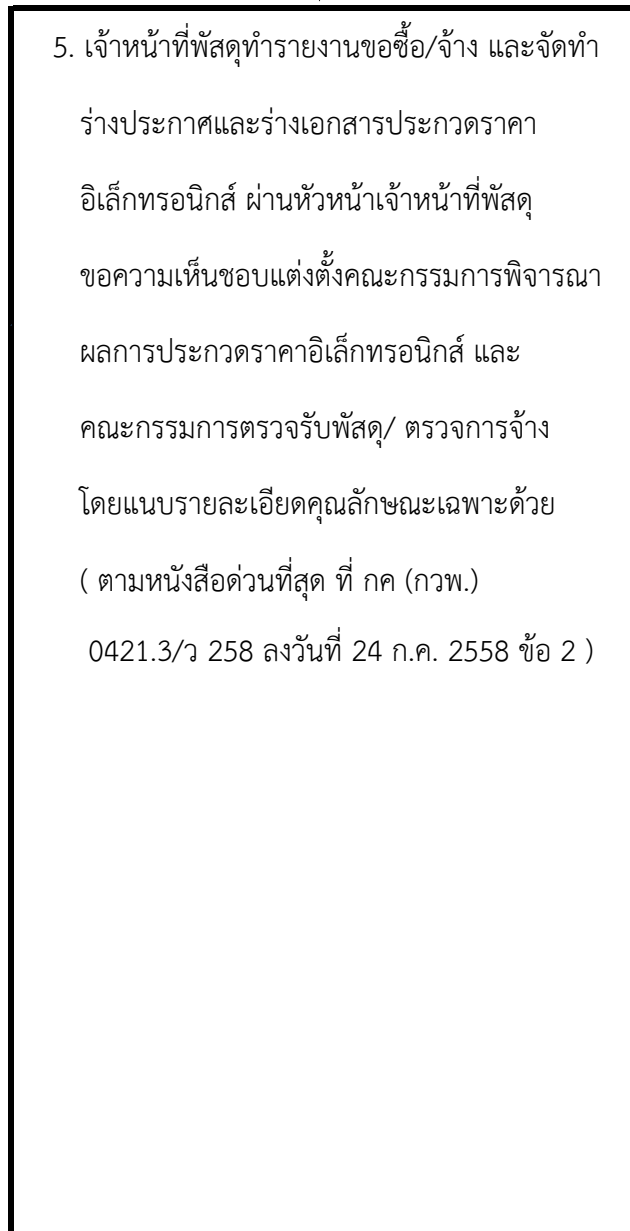 5. เจ้าหน้าที่พัสดุทำรายงานขอซื้อ/จ้าง และจัดทำ
ร่างประกาศและร่างเอกสารประกวดราคา
อิเล็กทรอนิกส์ ผ่านหัวหน้าเจ้าหน้าที่พัสดุ
ขอความเห็นชอบแต่งตั้งคณะกรรมการพิจารณา
ผลการประกวดราคาอิเล็กทรอนิกส์ และ
คณะกรรมการตรวจรับพัสดุ/ ตรวจการจ้าง
โดยแนบรายละเอียดคุณลักษณะเฉพาะด้วย
( ตามหนังสือด่วนที่สุด ที่ กค (กวพ.)
0421.3/ว 258 ลงวันที่ 24 ก.ค. 2558 ข้อ 2 )